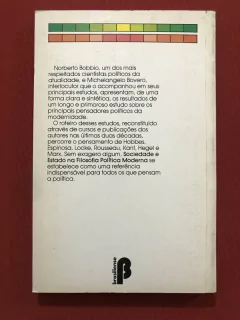 Norberto Bobbio, um dos mais
respeitados cientistas políticos da
atualidade, e Michelangelo Bovero,
interlocutor que o acompanhou em seus
principais estudos, apresentam, de uma
forma clara e sintética, os resultados de
um longo e primoroso estudo sobre os
principais pensadores políticos da
modernidade.
O roteiro desses estudos, reconstituído
através de cursos e publicações dos
autores nas últimas duas décadas,
percorre o pensamento de Hobbes,
Espinosa, Locke, Rousseau, Kant, Hegel e
Marx. Sem exagero algum, Sociedade e
Estado na Filosofia Política Moderna se
estabelece como uma referência
indispensável para todos os que pensam
a política.
brasiliense
B